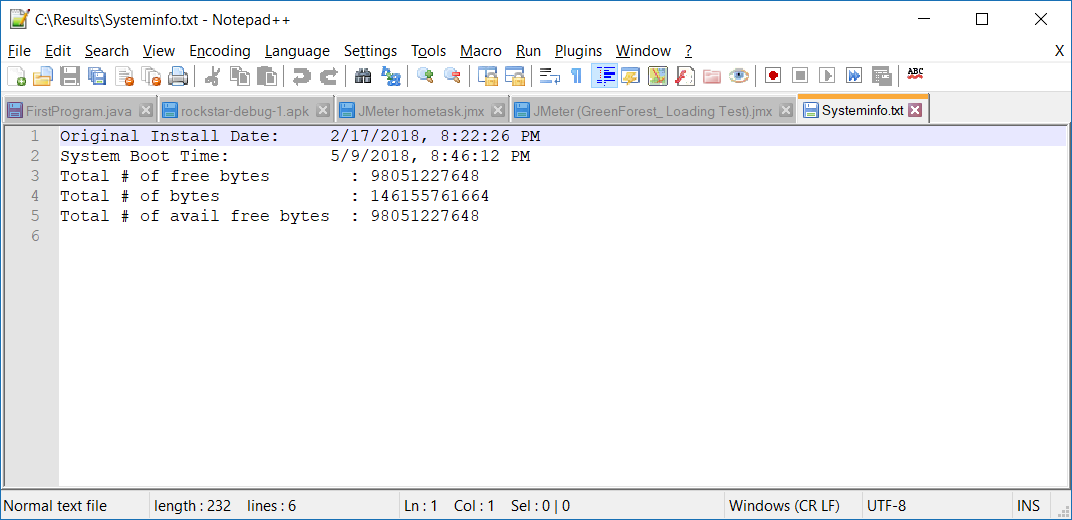 C:\Results\Systeminfo.txt - Notepad++
File Edit Search View Encoding Language Settings Tools Macro Run Plugins Window ? X
ABC
FirstProgram.java rockstar-debug-1.apk JMeter hometask.jmx JMeter (GreenForest_ Loading Test).jmx Systeminfo.txt
1 Original Install Date:     2/17/2018, 8:22:26 PM
2 System Boot Time:          5/9/2018, 8:46:12 PM
3 Total # of free bytes        : 98051227648
4 Total # of bytes             : 146155761664
5 Total # of avail free bytes  : 98051227648
6
Normal text file length : 232 lines : 6 Ln : 1 Col : 1 Sel : 0 | 0 Windows (CR LF) UTF-8 INS